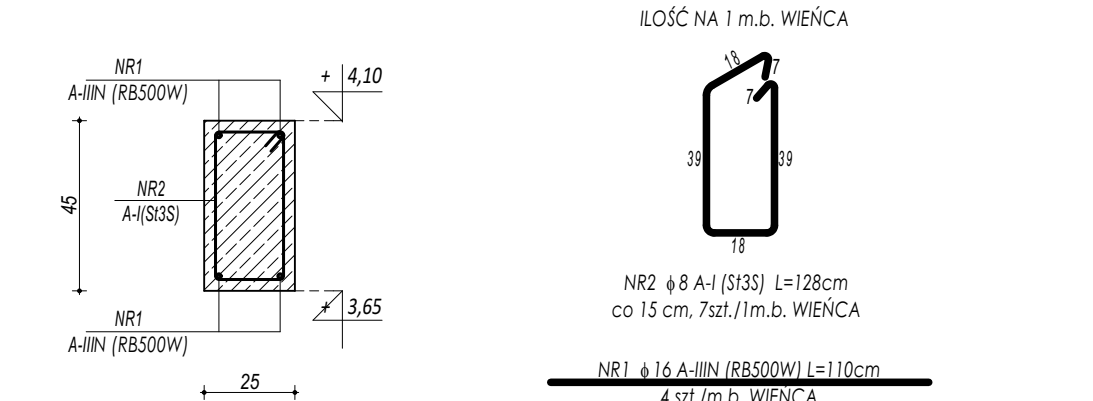 ILOŚĆ NA 1 m.b. WIEŃCA
NR1
A-IIIN (RB500W)
+ 4,10
45
NR2
A-I(St3S)
+ 3,65
NR1
A-IIIN (RB500W)
25
18
7
7
39
39
18
NR2 ϕ8 A-I (St3S) L=128cm
co 15 cm, 7szt./1m.b. WIEŃCA
NR1 ϕ16 A-IIIN (RB500W) L=110cm
4 szt./m.b. WIEŃCA